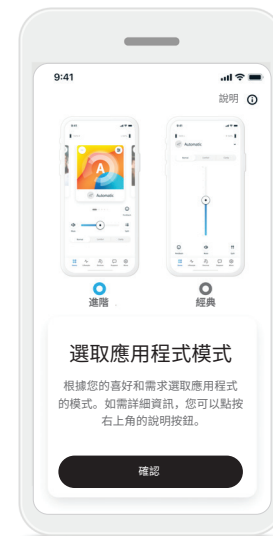 9:41
說明
Automatic
A
Automatic
進階
經典
選取應用程式模式
根據您的喜好和需求選取應用程式
的模式。如需詳細資訊，您可以點按
右上角的說明按鈕。
確認